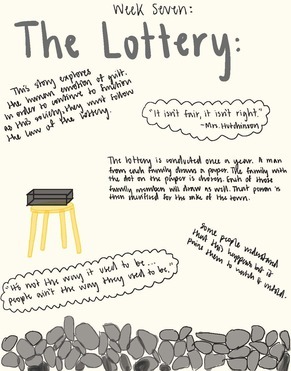 Week Seven:
The Lottery:
This story explores
the human emotion of guilt.
In order to continue to function
as this society, they must follow
the law of the lottery.
"It isn't fair, it isn't right."
-Mrs. Hutchinson
The lottery is conducted once a year. A man
from each family draws a paper. The family with
the dot on the paper is chosen. Each of those
family members will draw as well. That person is
then sacrificed for the sake of the town.
"It's not the way it used to be...
people ain't the way they used to be."
Some people understand
that this happens but it
them to watch &